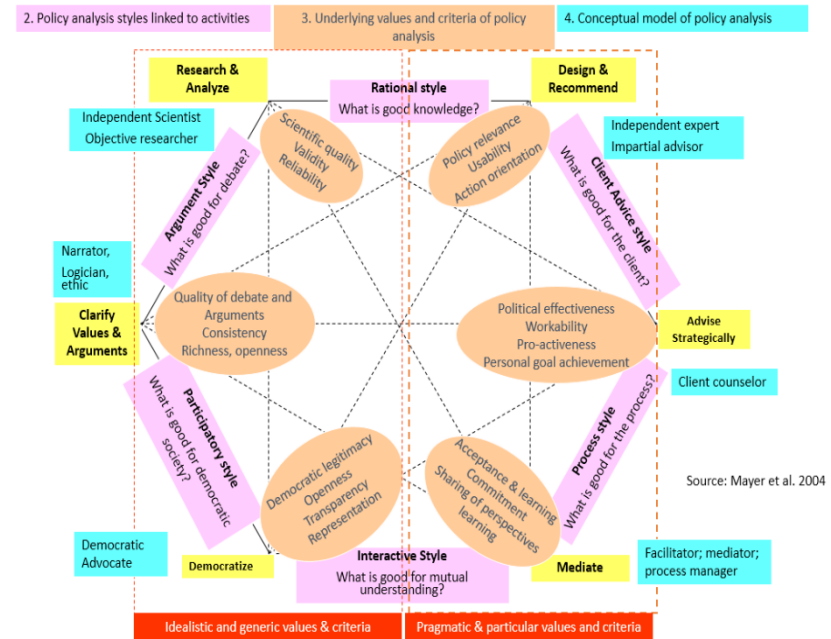 2. Policy analysis styles linked to activities
3. Underlying values and criteria of policy
analysis
4. Conceptual model of policy analysis
Research &
Analyze
Rational style
What is good knowledge?
Design &
Recommend
Independent Scientist
Objective researcher
Scientific quality
Validity
Reliability
Policy relevance
Usability
Action orientation
Independent expert
Impartial advisor
Argument Style
What is good for debate?
Client Advice style
What is good for the client?
Narrator,
Logician,
ethic
Clarify
Values &
Arguments
Quality of debate and
Arguments
Consistency
Richness, openness
Political effectiveness
Workability
Pro-activeness
Personal goal achievement
Advise
Strategically
Client counselor
Participatory style
What is good for democratic
society?
Process style
What is good for the process?
Democratic legitimacy
Openness
Transparency
Representation
Acceptance & learning
Commitment
Sharing of perspectives
learning
Source: Mayer et al. 2004
Democratic
Advocate
Democratize
Interactive Style
What is good for mutual
understanding?
Mediate
Facilitator; mediator;
process manager
Idealistic and generic values & criteria
Pragmatic & particular values and criteria